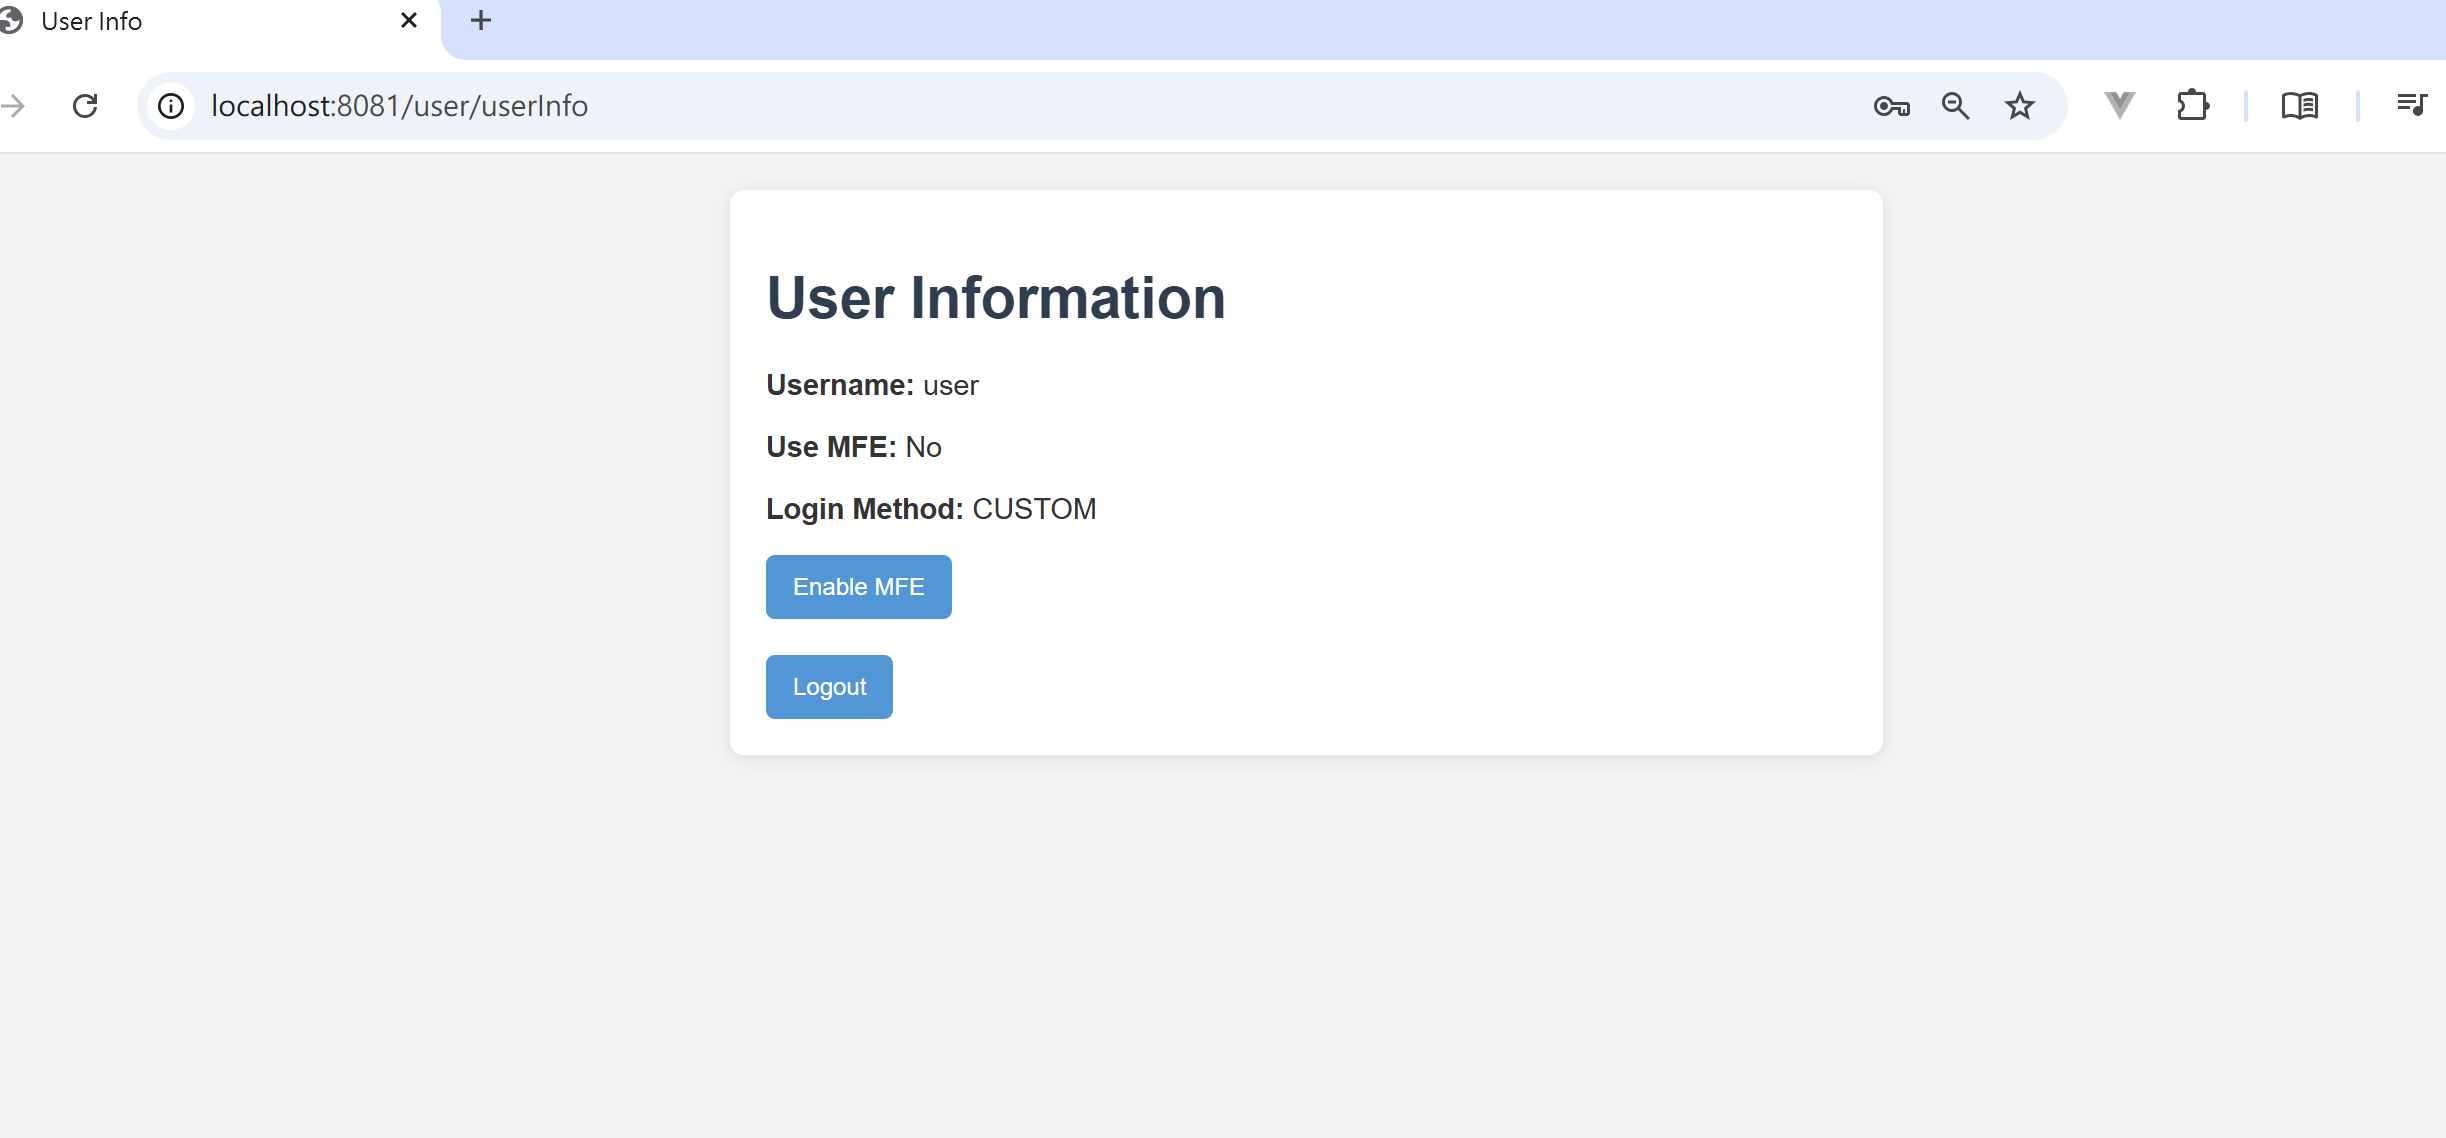 User Info
localhost:8081/user/userInfo
User Information
Username: user
Use MFE: No
Login Method: CUSTOM
Enable MFE
Logout